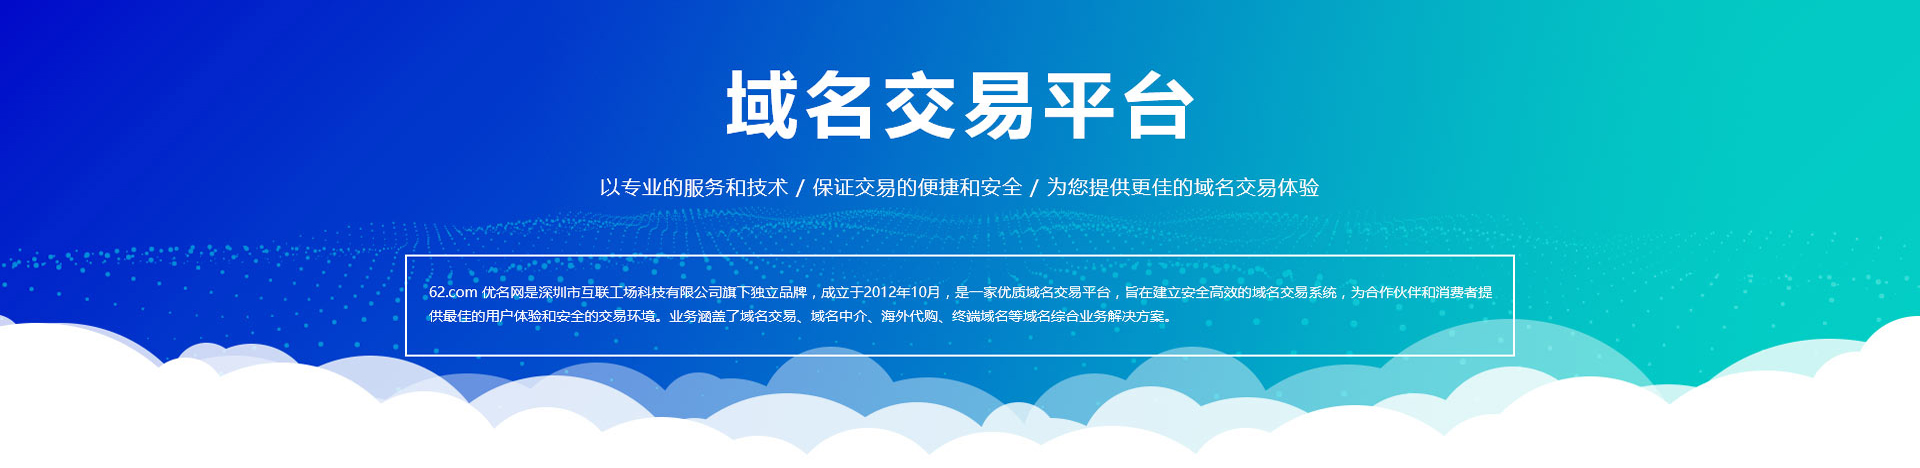 域名交易平台
以专业的服务和技术 / 保证交易的便捷和安全 / 为您提供更佳的域名交易体验
62.com 优名网是深圳市互联工场科技有限公司旗下独立品牌，成立于2012年10月，是一家优质域名交易平台，旨在建立安全高效的域名交易系统，为合作伙伴和消费者提
供最佳的用户体验和安全的交易环境。业务涵盖了域名交易、域名中介、海外代购、终端域名等域名综合业务解决方案。